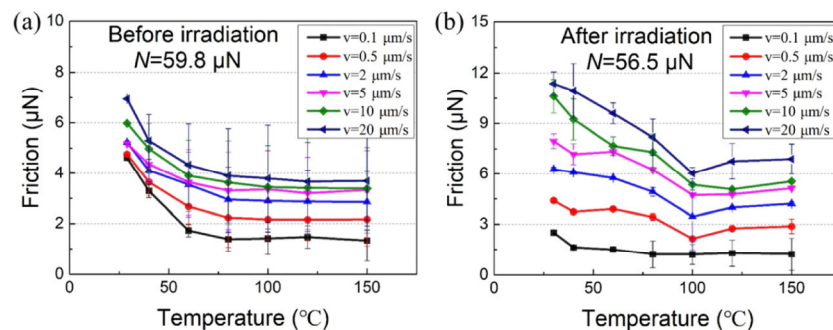 (a)
Before irradiation
N=59.8 μN
v=0.1 μm/s
v=0.5 μm/s
v=2 μm/s
v=5 μm/s
v=10 μm/s
v=20 μm/s
Friction (μN)
10
8
6
4
2
0
0
50
100
150
Temperature (℃)
(b)
After irradiation
N=56.5 μN
v=0.1 μm/s
v=0.5 μm/s
v=2 μm/s
v=5 μm/s
v=10 μm/s
v=20 μm/s
Friction (μN)
15
12
9
6
3
0
0
50
100
150
Temperature (℃)